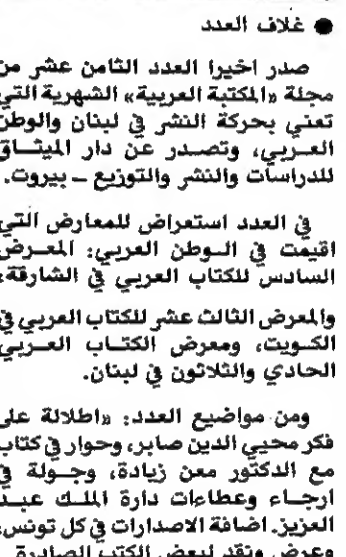 ● غلاف العدد
صدر اخيرا العدد الثامن عشر من
مجلة «المكتبة العربية» الشهرية التي
تعني بحركة النشر في لبنان والوطن
العربي، وتصدر عن دار الميثاق
للدراسات والنشر والتوزيع ـ بيروت.
في العدد استعراض للمعارض التي
اقيمت في الوطن العربي: المعرض
السادس للكتاب العربي في الشارقة،
والمعرض الثالث عشر للكتاب العربي في
الكويت، ومعرض الكتاب العربي
الحادي والثلاثون في لبنان.
ومن مواضيع العدد: «اطلالة على
فكر محيي الدين صابر، وحوار في كتاب
مع الدكتور معن زيادة، وجولة في
ارجاء وعطاءات دارة الملك عبد
العزيز. اضافة الاصدارات في كل تونس،
وعرض ونقد لبعض الكتب الصادرة